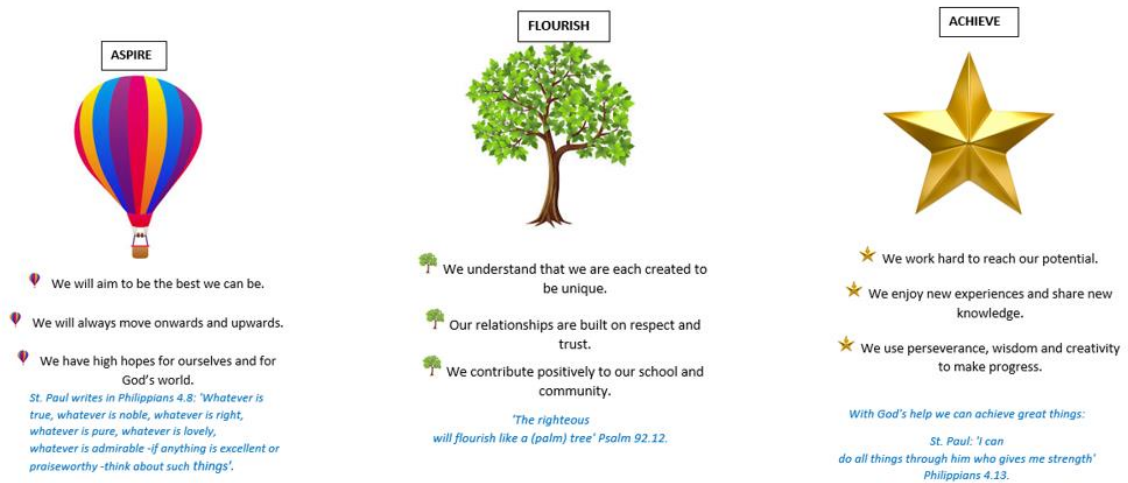 ASPIRE
We will aim to be the best we can be.
We will always move onwards and upwards.
We have high hopes for ourselves and for
God's world.
St. Paul writes in Philippians 4.8: 'Whatever is
true, whatever is noble, whatever is right,
whatever is pure, whatever is lovely,
whatever is admirable -if anything is excellent or
praiseworthy -think about such things'.
FLOURISH
We understand that we are each created to
be unique.
Our relationships are built on respect and
trust.
We contribute positively to our school and
community.
'The righteous
will flourish like a (palm) tree' Psalm 92.12.
ACHIEVE
We work hard to reach our potential.
We enjoy new experiences and share new
knowledge.
We use perseverance, wisdom and creativity
to make progress.
With God's help we can achieve great things:
St. Paul: 'I can
do all things through him who gives me strength'
Philippians 4.13.